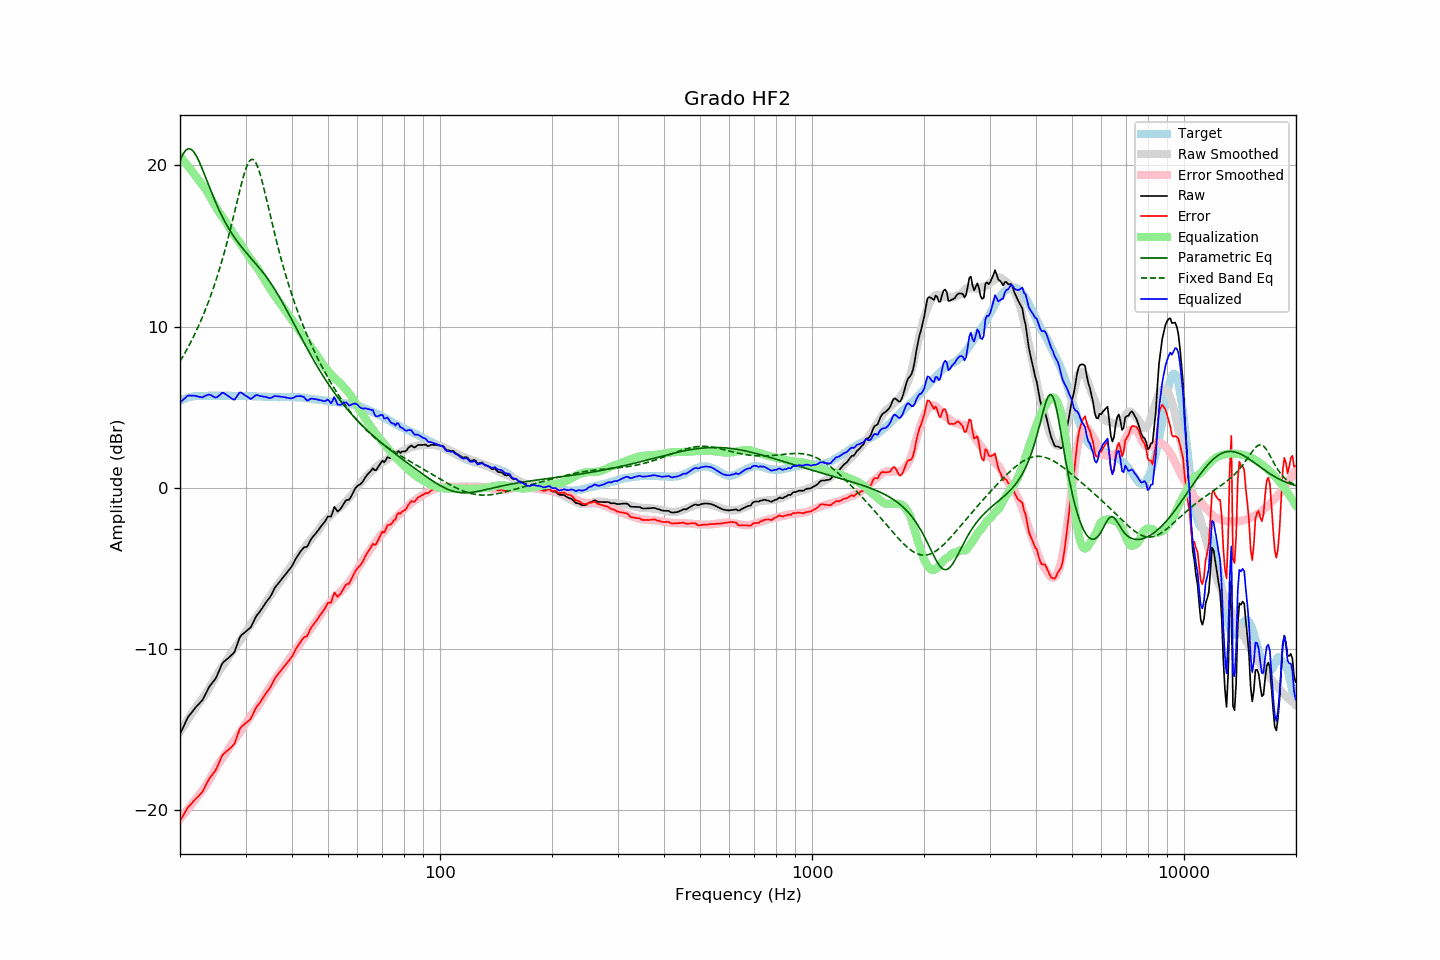 Grado HF2
Target
Raw Smoothed
Error Smoothed
Raw
Error
Equalization
Parametric Eq
Fixed Band Eq
Equalized
Amplitude (dBr)
20
10
0
−10
−20
100
1000
10000
Frequency (Hz)